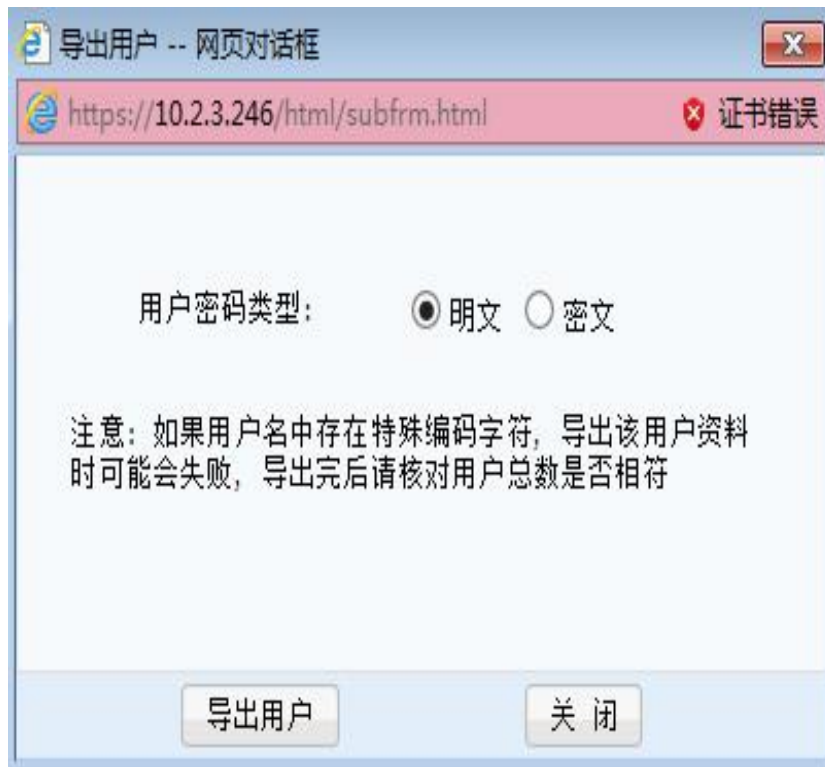 导出用户 -- 网页对话框
https://10.2.3.246/html/subfrm.html 证书错误
用户密码类型： 明文 密文
注意：如果用户名中存在特殊编码字符，导出该用户资料
时可能会失败，导出完后请核对用户总数是否相符
导出用户 关 闭